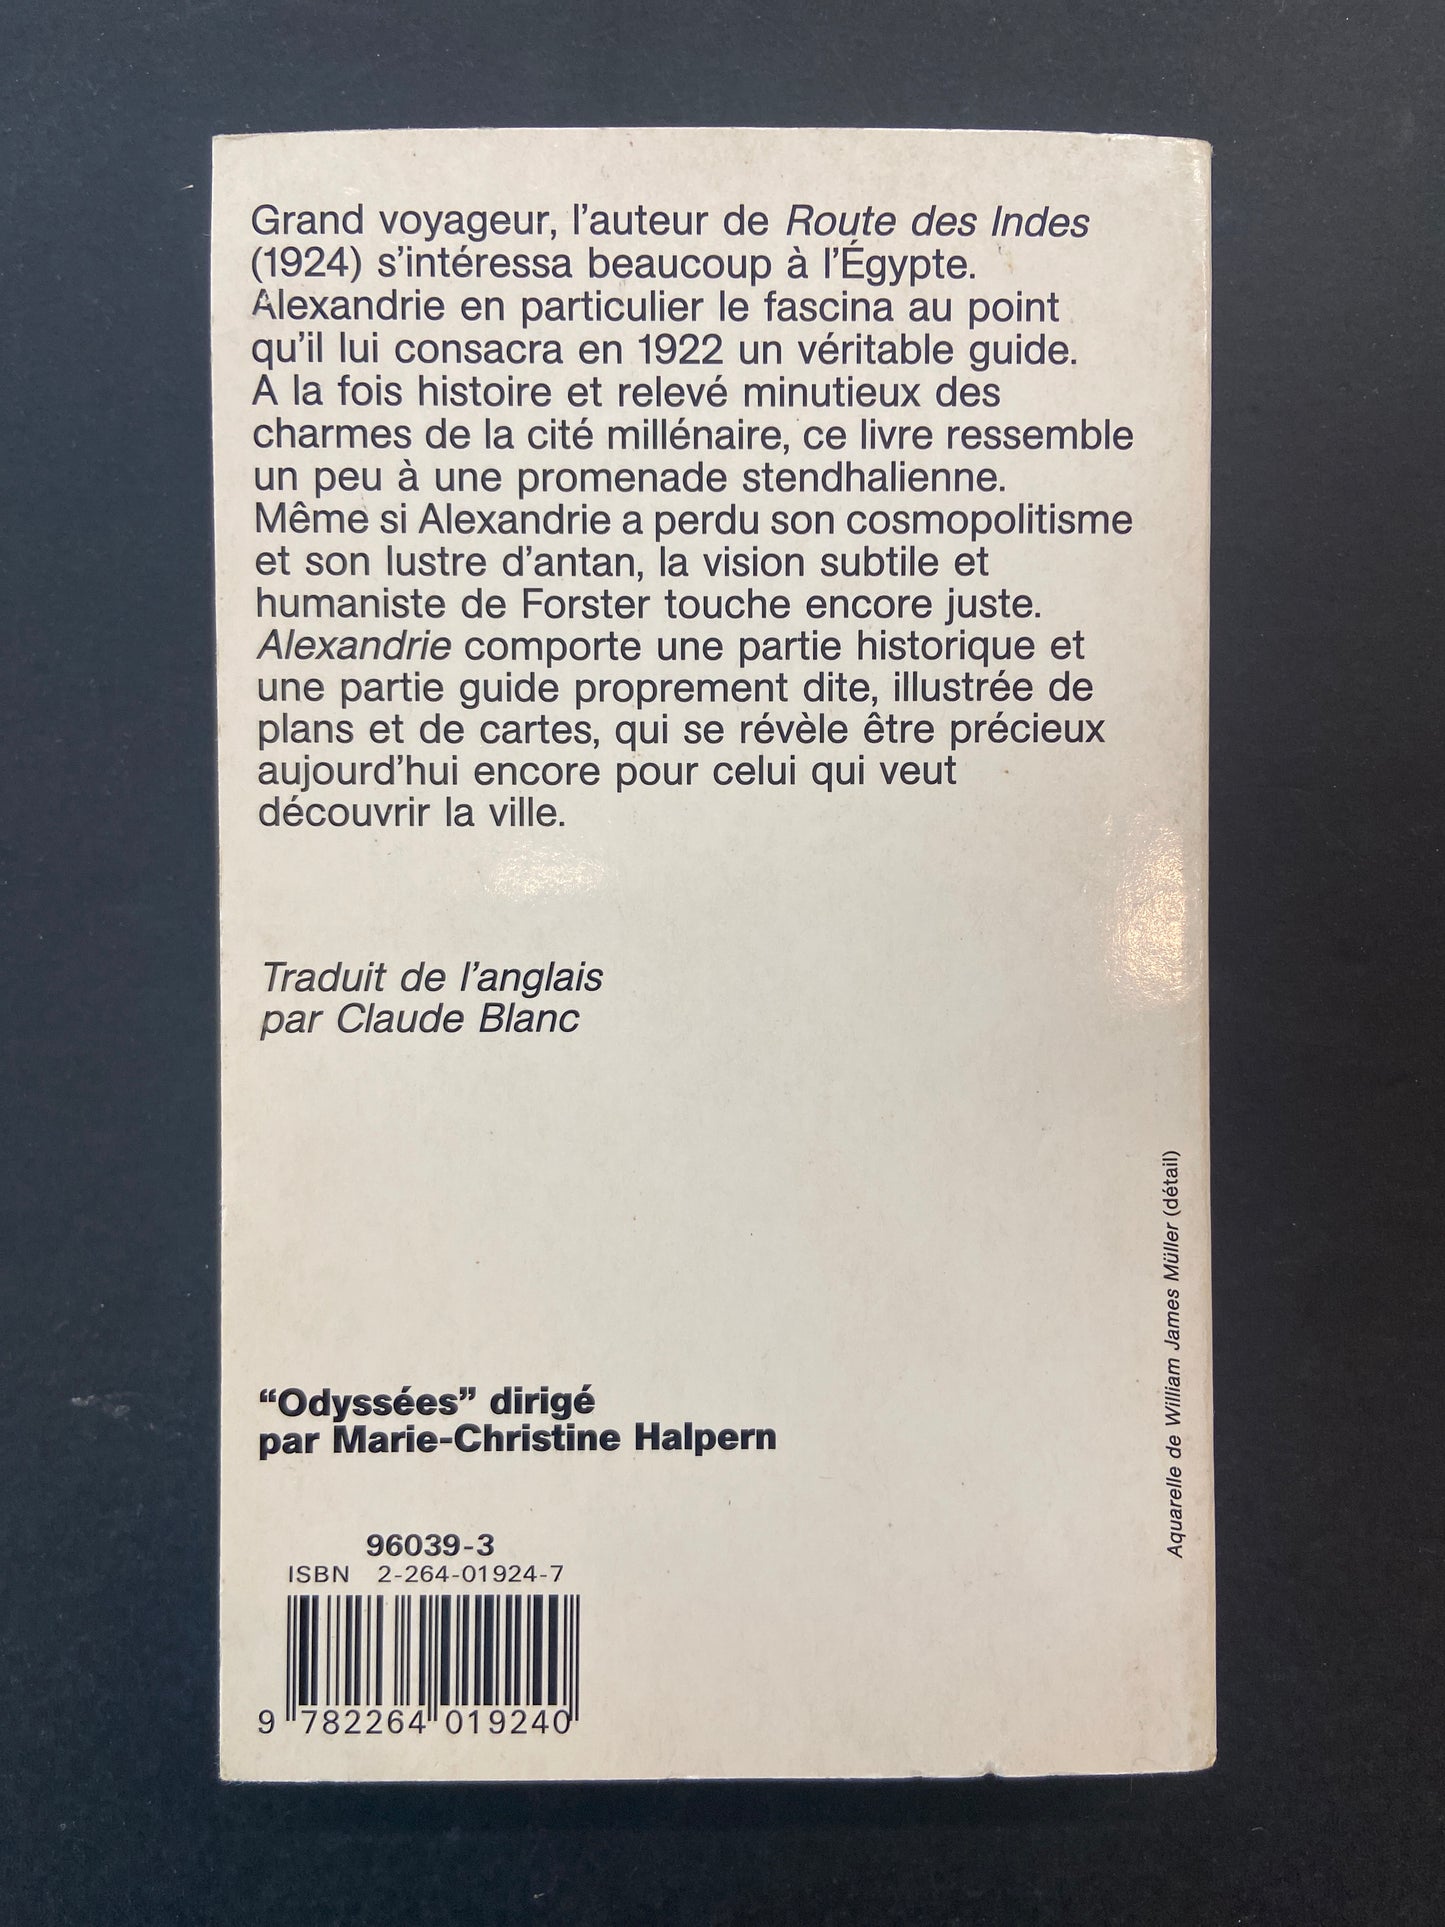 Grand voyageur, l'auteur de Route des Indes
(1924) s'intéressa beaucoup à l'Égypte.
Alexandrie en particulier le fascina au point
qu'il lui consacra en 1922 un véritable guide.
A la fois histoire et relevé minutieux des
charmes de la cité millénaire, ce livre ressemble
un peu à une promenade stendhalienne.
Même si Alexandrie a perdu son cosmopolitisme
et son lustre d'antan, la vision subtile et
humaniste de Forster touche encore juste.
Alexandrie comporte une partie historique et
une partie guide proprement dite, illustrée de
plans et de cartes, qui se révèle être précieux
aujourd'hui encore pour celui qui veut
découvrir la ville.
Traduit de l'anglais
par Claude Blanc
Aquarelle de William James Müller (détail)
“Odyssées” dirigé
par Marie-Christine Halpern
96039-3
ISBN 2-264-01924-7
9 782264 019240